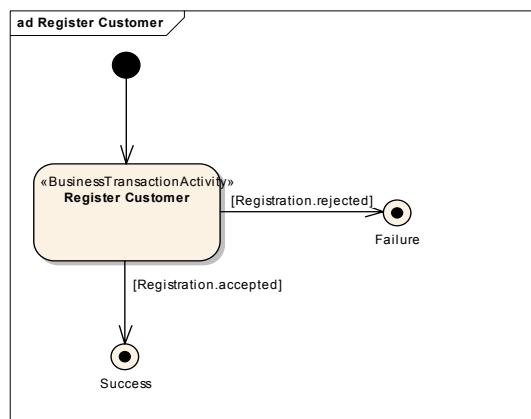 ad Register Customer
«BusinessTransactionActivity»
Register Customer
[Registration.rejected]
Failure
[Registration.accepted]
Success